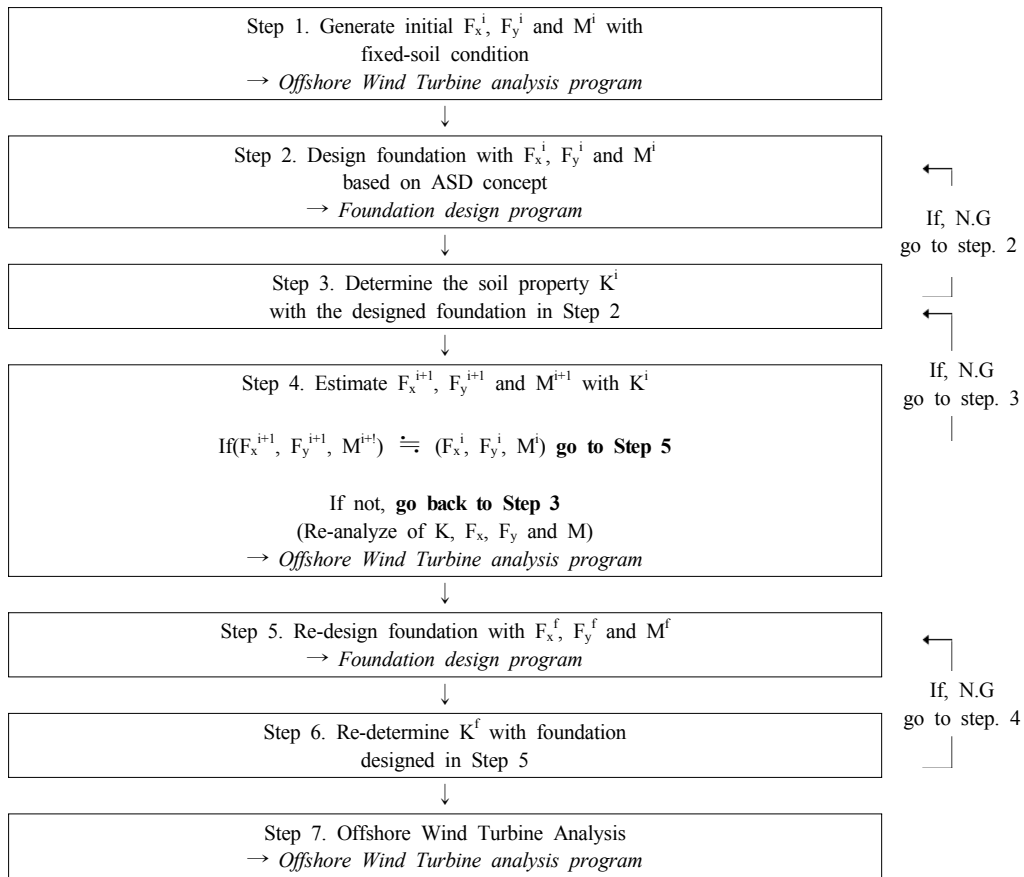 Step 1. Generate initial Fₓⁱ, Fᵧⁱ and Mⁱ with
fixed-soil condition
→ Offshore Wind Turbine analysis program
↓
Step 2. Design foundation with Fₓⁱ, Fᵧⁱ and Mⁱ
based on ASD concept
→ Foundation design program
If, N.G
go to step. 2
↓
Step 3. Determine the soil property Kⁱ
with the designed foundation in Step 2
↓
If, N.G
go to step. 3
Step 4. Estimate Fₓⁱ⁺¹, Fᵧⁱ⁺¹ and Mⁱ⁺¹ with Kⁱ
If(Fₓⁱ⁺¹, Fᵧⁱ⁺¹, Mⁱ⁺!) ≒ (Fₓⁱ, Fᵧⁱ, Mⁱ) go to Step 5
If not, go back to Step 3
(Re-analyze of K, Fₓ, Fᵧ and M)
→ Offshore Wind Turbine analysis program
↓
Step 5. Re-design foundation with Fₓᶠ, Fᵧᶠ and Mᶠ
→ Foundation design program
If, N.G
go to step. 4
↓
Step 6. Re-determine Kᶠ with foundation
designed in Step 5
↓
Step 7. Offshore Wind Turbine Analysis
→ Offshore Wind Turbine analysis program